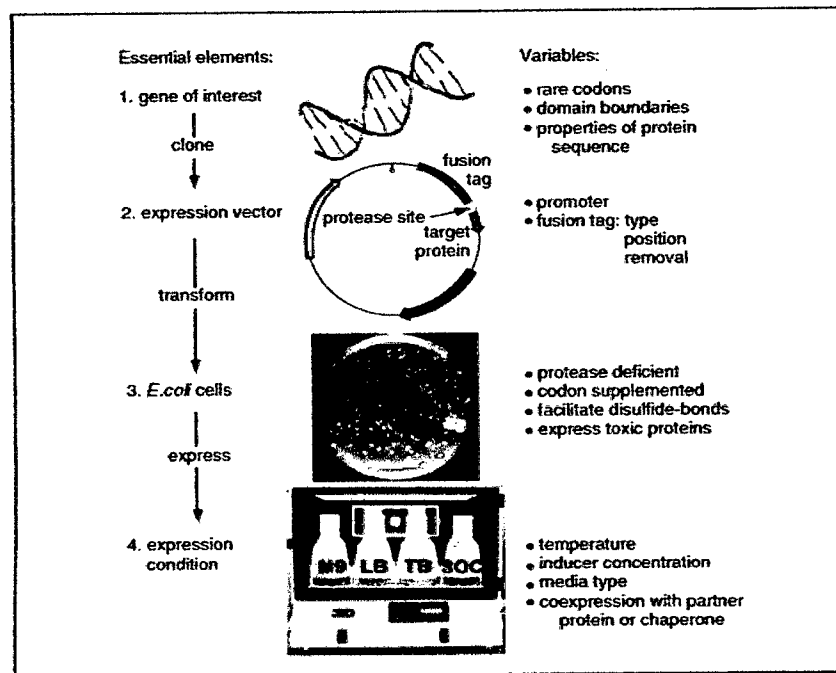 Essential elements:
1. gene of interest
clone
2. expression vector
transform
3. E.coli cells
express
4. expression
condition
fusion
tag
protease site
target
protein
M9 LB TB SOC
Variables:
• rare codons
• domain boundaries
• properties of protein
sequence
• promoter
• fusion tag: type
position
removal
• protease deficient
• codon supplemented
• facilitate disulfide-bonds
• express toxic proteins
• temperature
• inducer concentration
• media type
• coexpression with partner
protein or chaperone